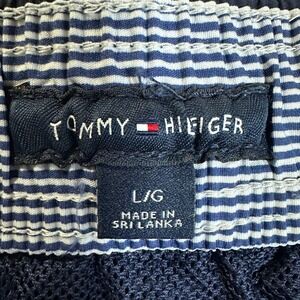 TOMMY HILFIGER
L/G
MADE IN
SRI LANKA